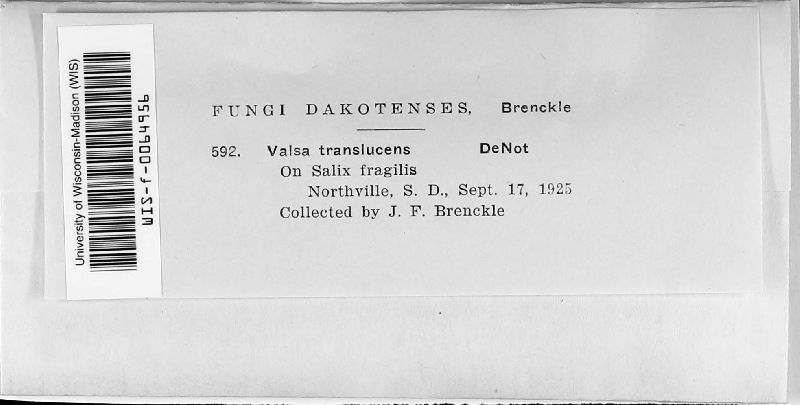 University of Wisconsin-Madison (WIS)
WIS-f-0064956
FUNGI DAKOTENSES, Brenckle
592. Valsa translucens DeNot
On Salix fragilis
Northville, S. D., Sept. 17, 1925
Collected by J. F. Brenckle